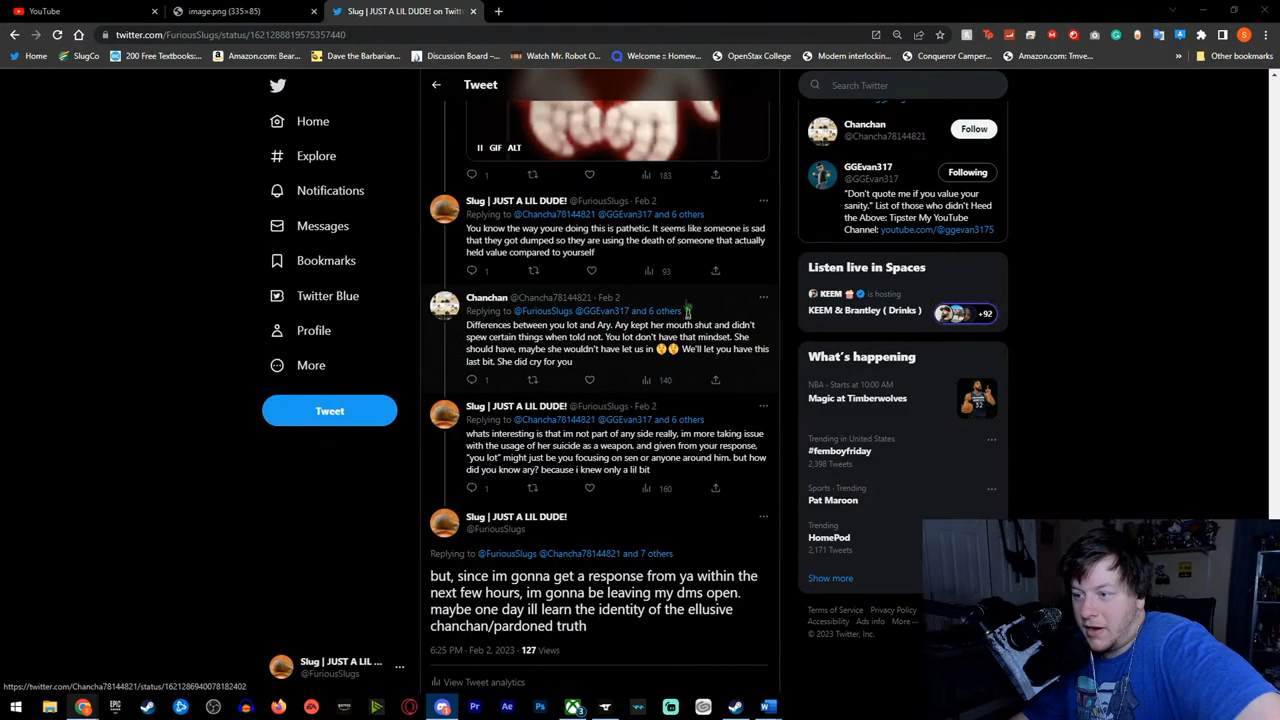 YouTube
image.png (335×85)
Slug | JUST A LIL DUDE! on Twitt
twitter.com/FuriousSlugs/status/1621288819575357440
Home
SlugCo
200 Free Textbooks:...
Amazon.com: Bear...
Dave the Barbarian...
Discussion Board –...
Watch Mr. Robot O...
Welcome :: Homew...
OpenStax College
Modern interlockin...
Conquer Camper...
Amazon.com: Tmve...
Other bookmarks
Home
Explore
Notifications
Messages
Bookmarks
Twitter Blue
Profile
More
Tweet
Slug | JUST A LIL ...
@FuriousSlugs
https://twitter.com/Chancha78144821/status/1621286940078182402
Tweet
GIF ALT
1 183
Slug | JUST A LIL DUDE! @FuriousSlugs · Feb 2
Replying to @Chancha78144821 @GGEvan317 and 6 others
You know the way youre doing this is pathetic. It seems like someone is sad
that they got dumped so they are using the death of someone that actually
held value compared to yourself
1 93
Chanchan @Chancha78144821 · Feb 2
Replying to @FuriousSlugs @GGEvan317 and 6 others
Differences between you lot and Ary. Ary kept her mouth shut and didn't
spew certain things when told not. You lot don't have that mindset. She
should have, maybe she wouldn't have let us in 😲😲 We'll let you have this
last bit. She did cry for you
1 140
Slug | JUST A LIL DUDE! @FuriousSlugs · Feb 2
Replying to @Chancha78144821 @GGEvan317 and 6 others
whats interesting is that im not part of any side really, im more taking issue
with the usage of her suicide as a weapon. and given from your response,
"you lot" might just be you focusing on sen or anyone around him. but how
did you know ary? because i knew only a lil bit
1 160
Slug | JUST A LIL DUDE!
@FuriousSlugs
Replying to @FuriousSlugs @Chancha78144821 and 7 others
but, since im gonna get a response from ya within the
next few hours, im gonna be leaving my dms open.
maybe one day ill learn the identity of the ellusive
chanchan/pardoned truth
6:25 PM · Feb 2, 2023 · 127 Views
View Tweet analytics
Search Twitter
Chanchan
@Chancha78144821
Follow
GGEvan317
@GGEvan317
Following
"Don't quote me if you value your
sanity." List of those who didn't Heed
the Above: Tipster My YouTube
Channel: youtube.com/@ggevan3175
Listen live in Spaces
KEEM is hosting
KEEM & Brantley ( Drinks )
+92
What's happening
NBA · Starts at 10:00 AM
Magic at Timberwolves
Trending in United States
#femboyfriday
2,398 Tweets
Sports · Trending
Pat Maroon
Trending
HomePod
2,171 Tweets
Show more
Terms of Service Privacy Policy
Accessibility Ads info More ···
© 2023 Twitter, Inc.